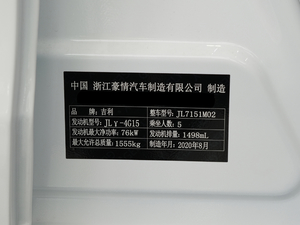 中国 浙江豪情汽车制造有限公司 制造
品牌：吉利 整车型号：JL7151M02
发动机型号：JLγ-4G15 乘坐人数：5
发动机最大净功率：76kW 发动机排量：1498mL
最大允许总质量：1555kg 制造年月：2020年8月